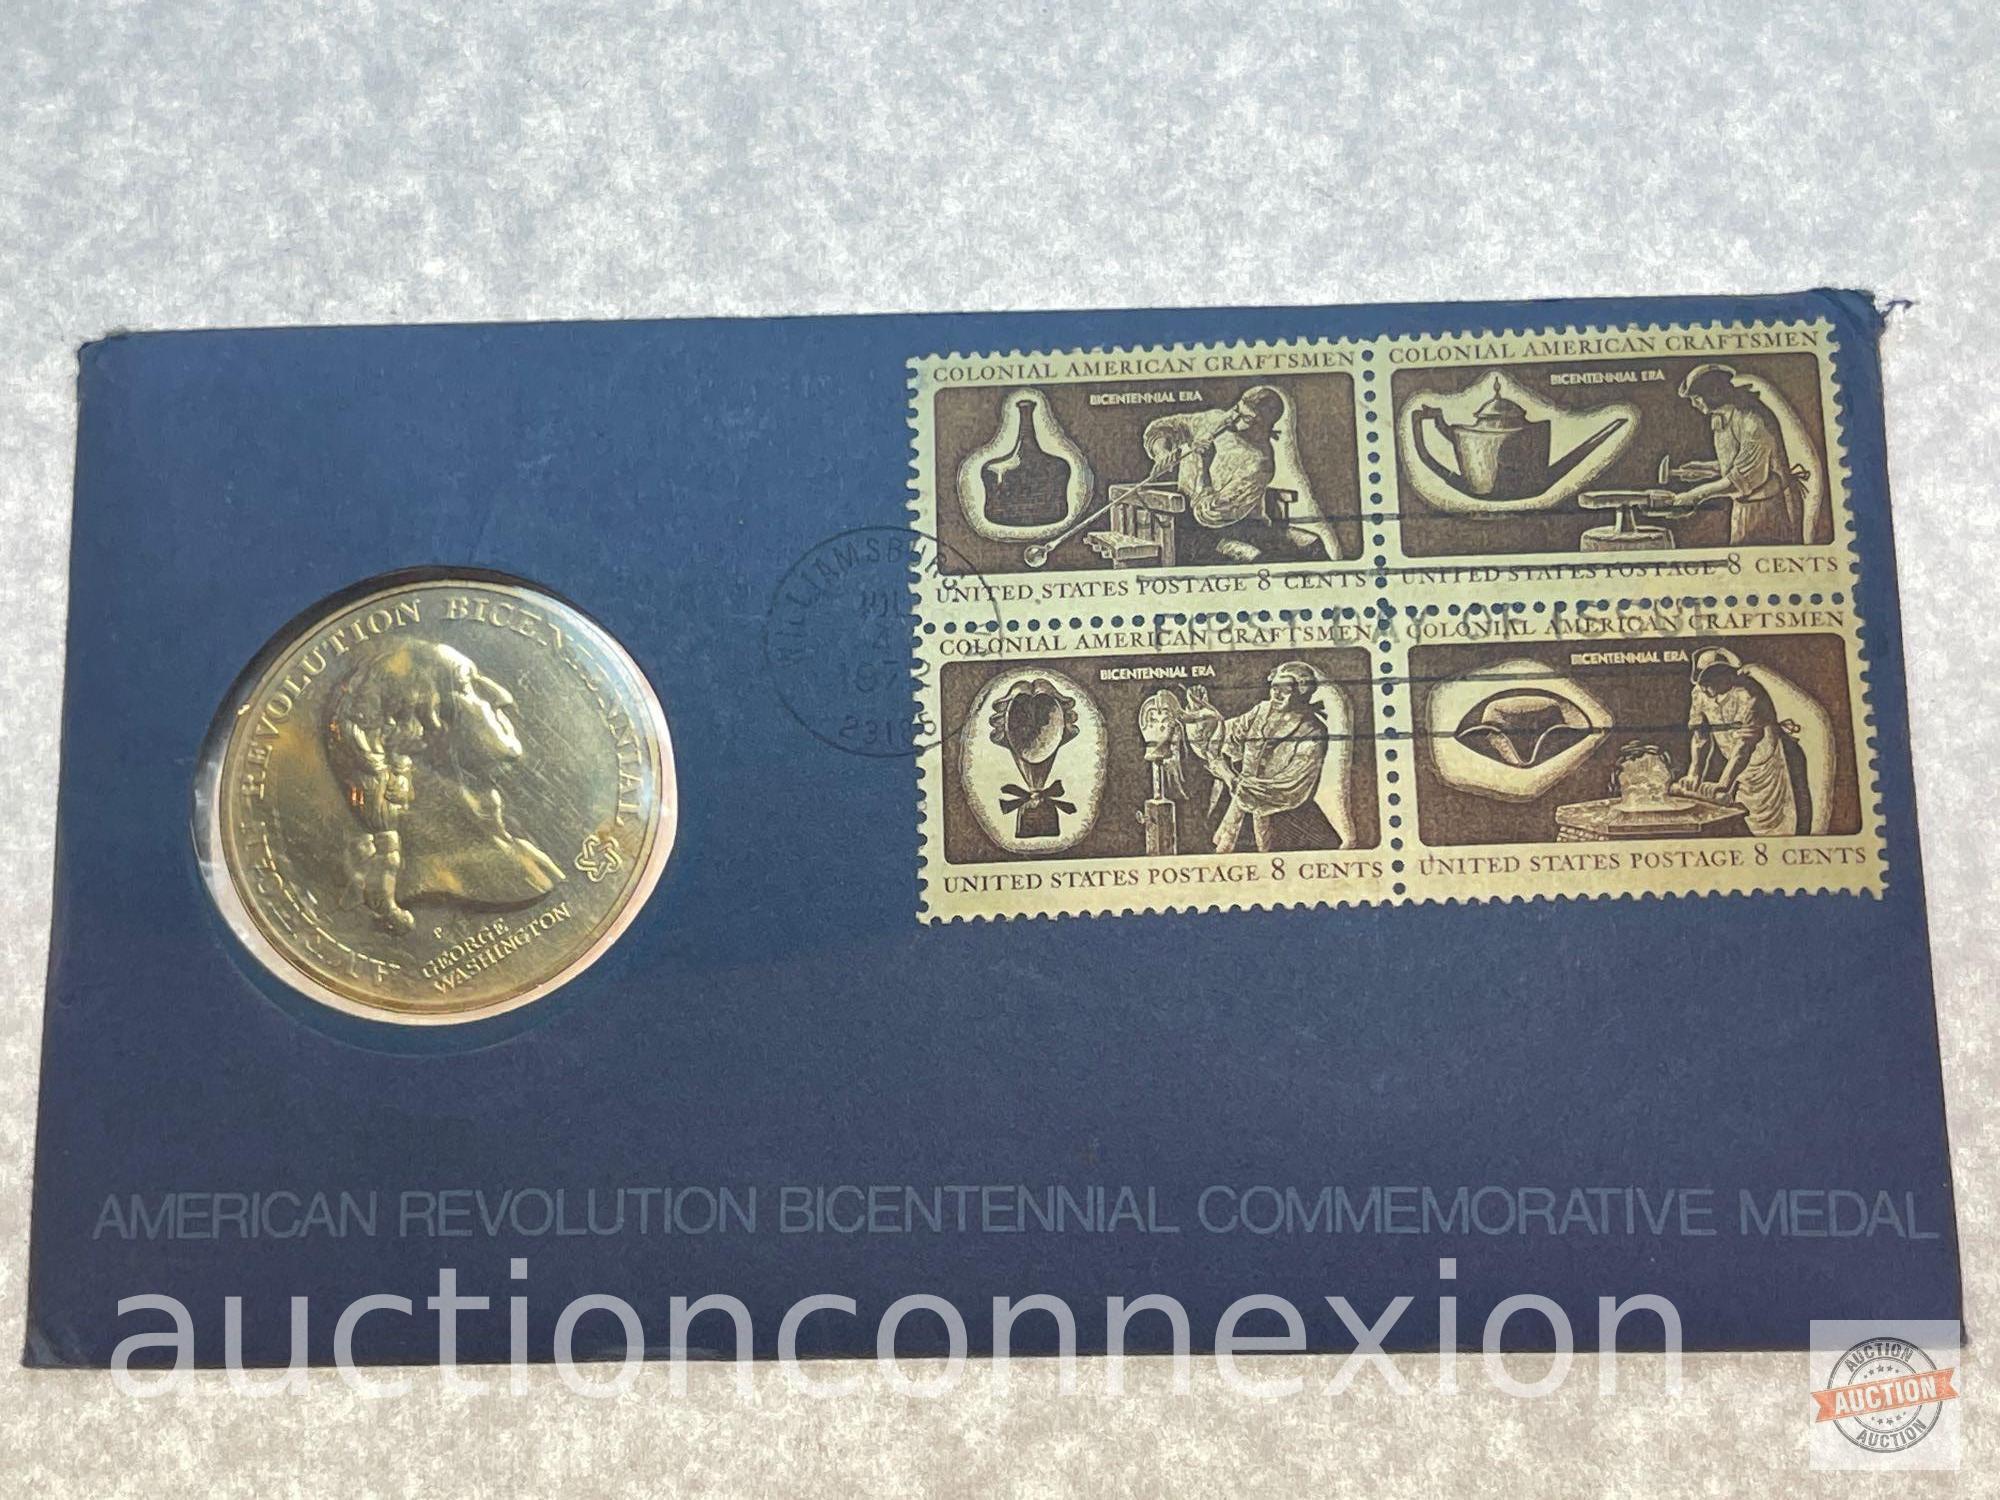 COLONIAL AMERICAN CRAFTSMEN
BICENTENNIAL ERA
UNITED STATES POSTAGE 8 CENTS
COLONIAL AMERICAN CRAFTSMEN
BICENTENNIAL ERA
UNITED STATES POSTAGE 8 CENTS
COLONIAL AMERICAN CRAFTSMEN
BICENTENNIAL ERA
UNITED STATES POSTAGE 8 CENTS
COLONIAL AMERICAN CRAFTSMEN
BICENTENNIAL ERA
UNITED STATES POSTAGE 8 CENTS
WILLIAMSBURG
JUL
4
23185
FIRST DAY OF ISSUE
REVOLUTION BICENTENNIAL
P
GEORGE
WASHINGTON
AMERICAN REVOLUTION BICENTENNIAL COMMEMORATIVE MEDAL
auctionconnexion
AUCTION
AUCTION
AUCTION